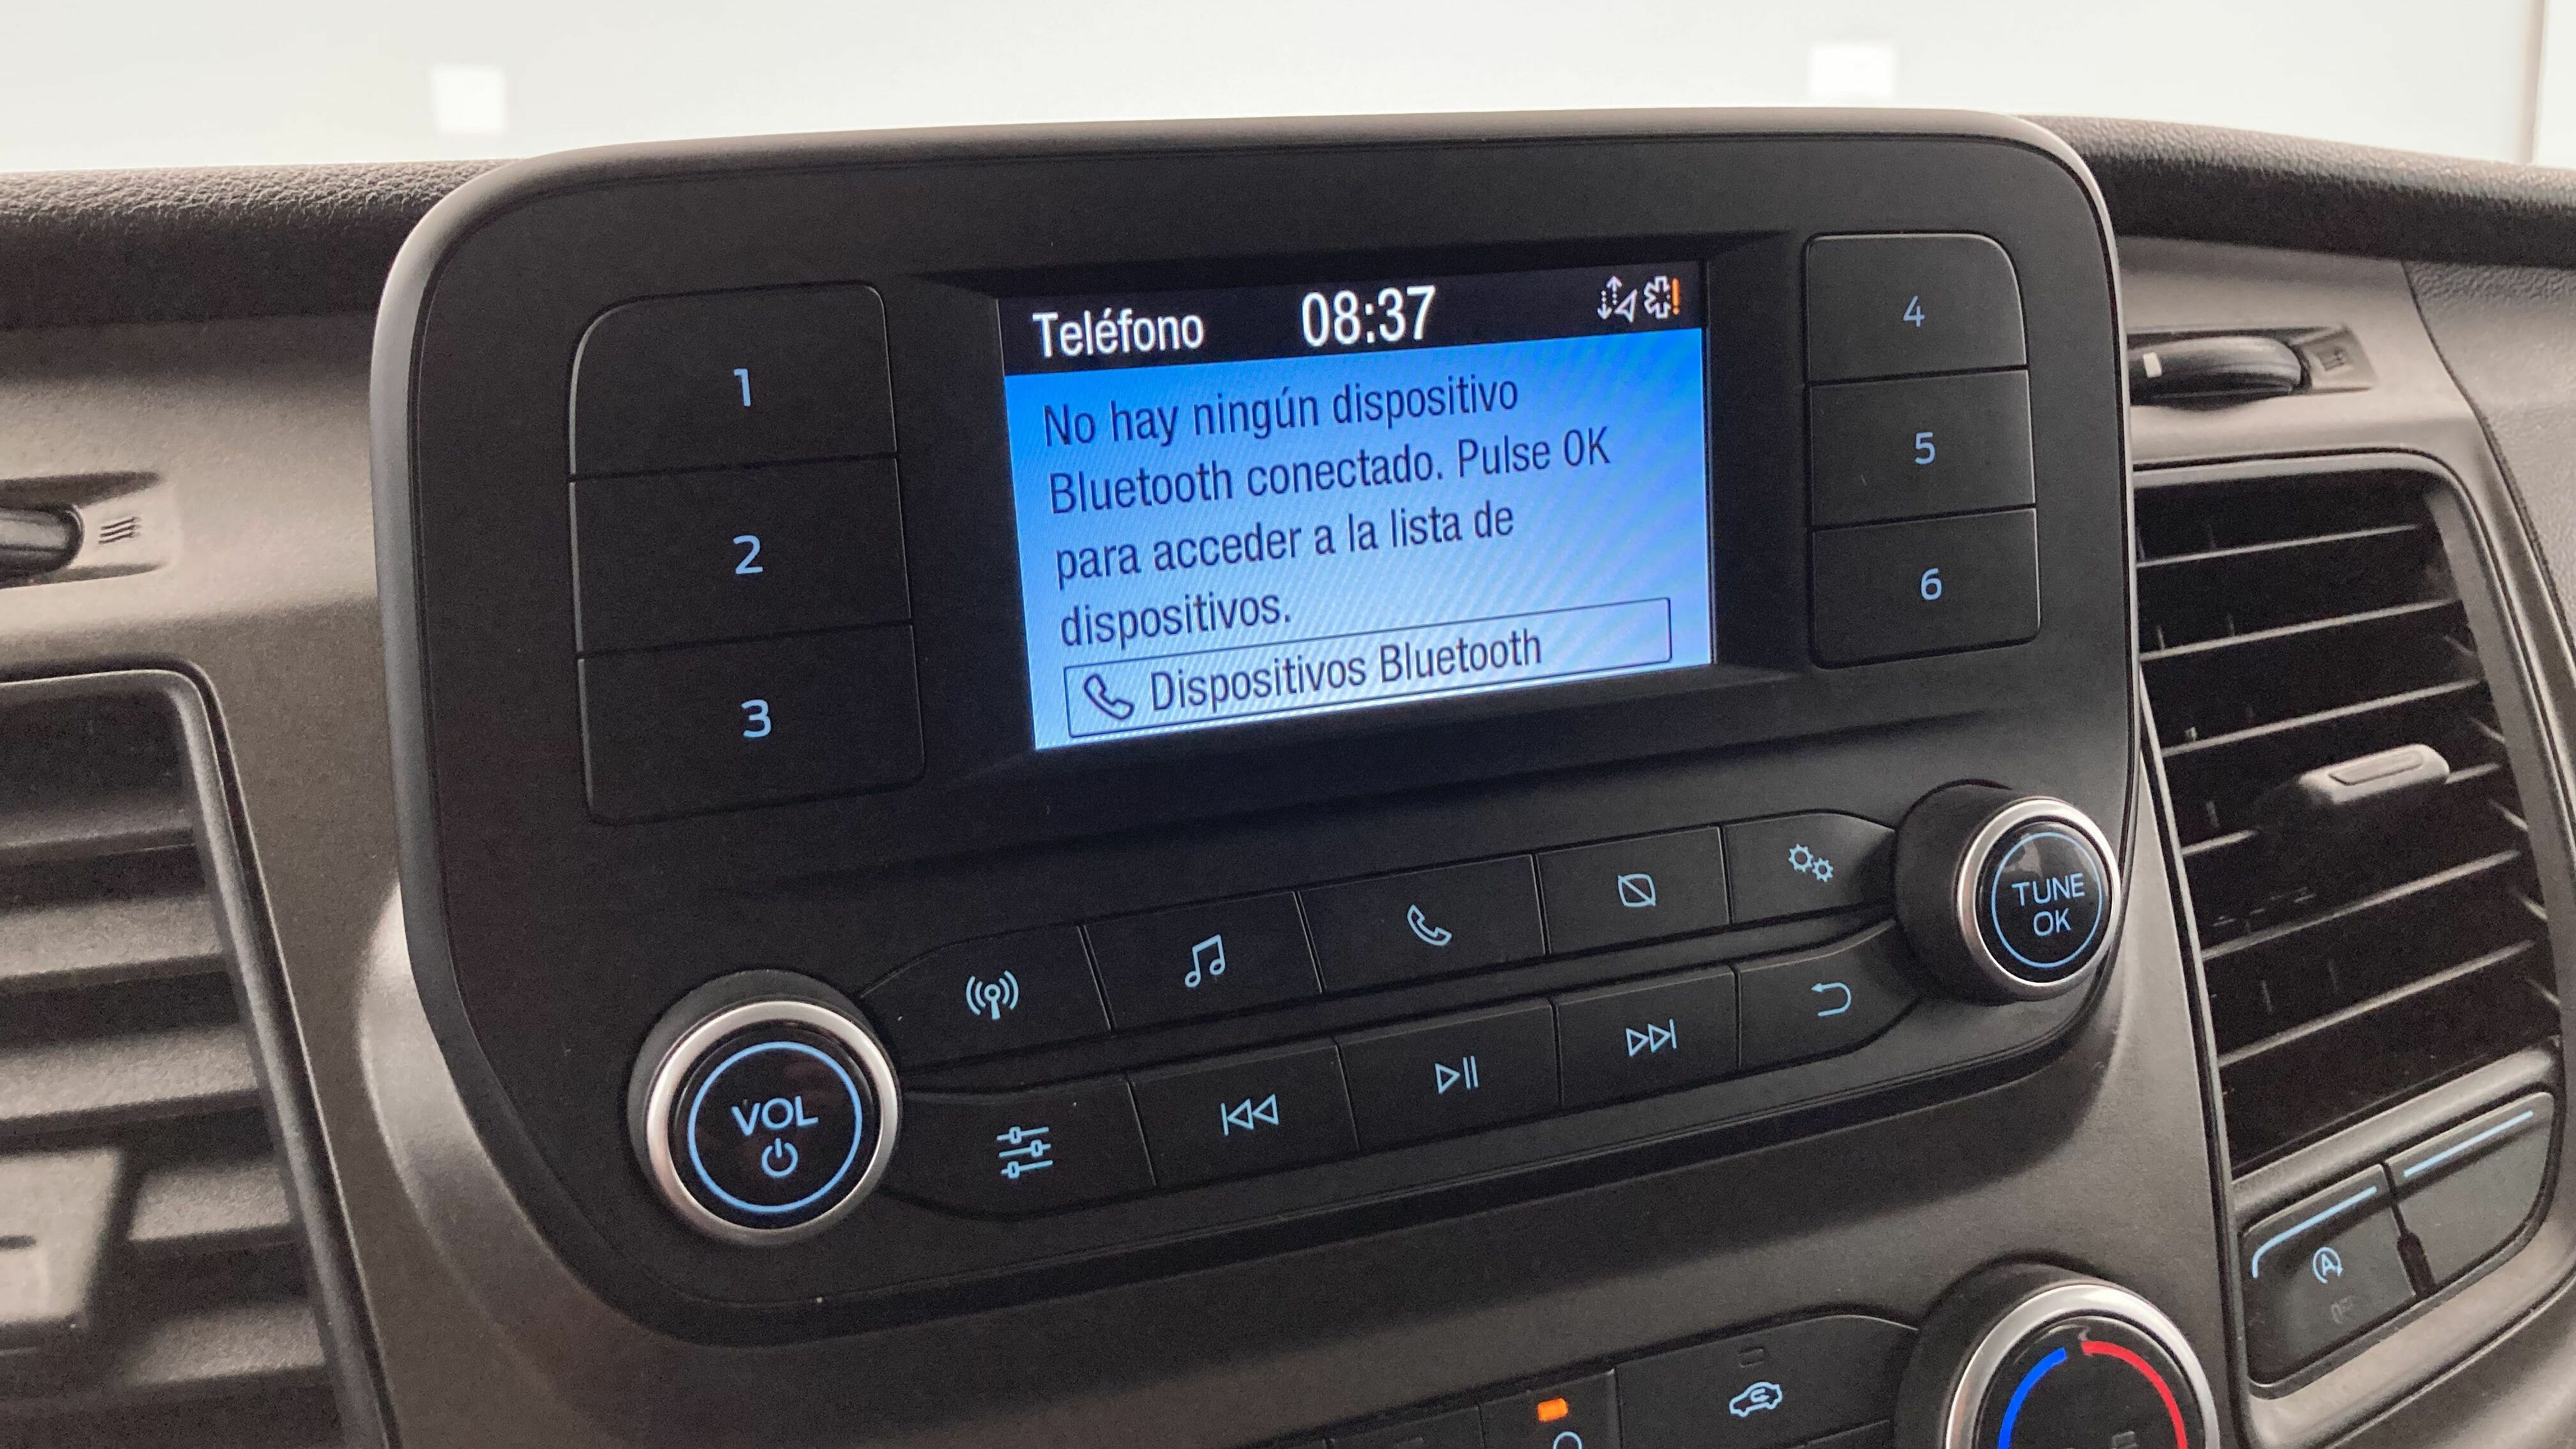 Teléfono 08:37
No hay ningún dispositivo
Bluetooth conectado. Pulse OK
para acceder a la lista de
dispositivos.
Dispositivos Bluetooth
1
2
3
4
5
6
TUNE
OK
VOL
A